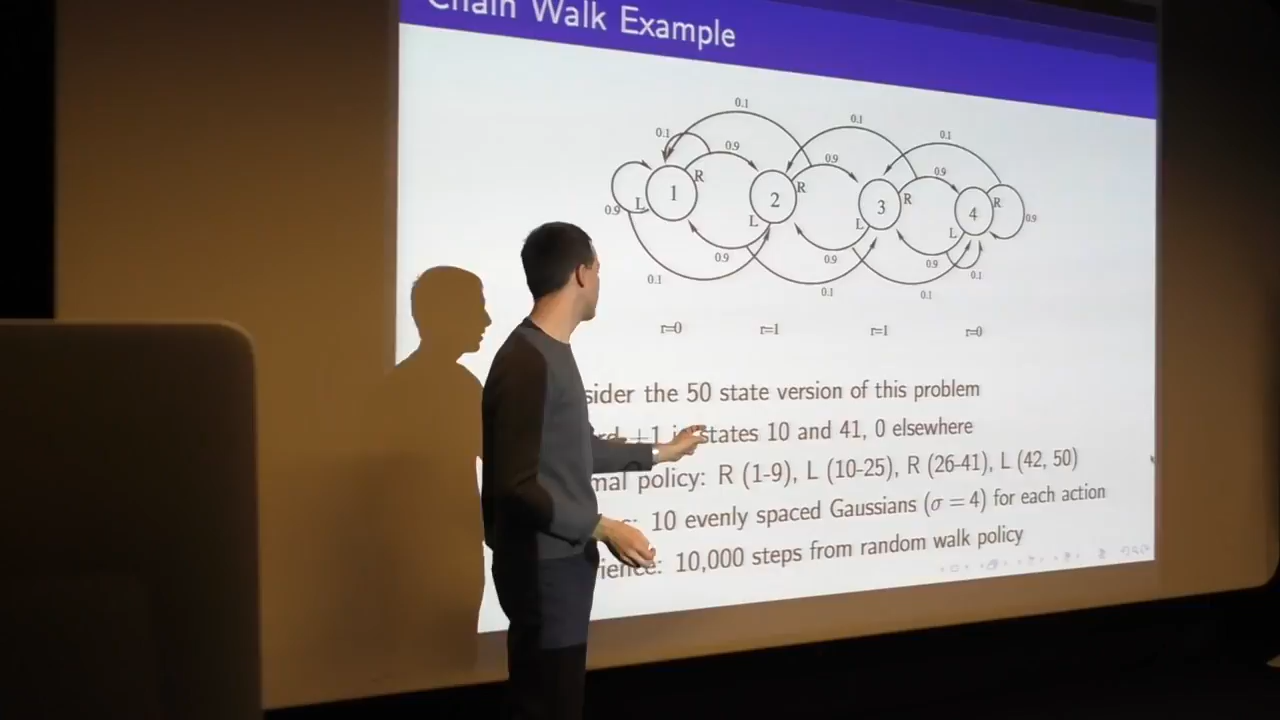 Chain Walk Example
0.1
0.1
0.1
0.1
0.9
0.9
0.9
R
R
R
R
1
2
3
4
L
L
L
L
0.9
0.9
0.9
0.9
0.9
0.1
0.1
0.1
0.1
r=0
r=1
r=1
r=0
sider the 50 state version of this problem
+1 states 10 and 41, 0 elsewhere
mal policy: R (1-9), L (10-25), R (26-41), L (42, 50)
10 evenly spaced Gaussians (σ = 4) for each action
ience: 10,000 steps from random walk policy